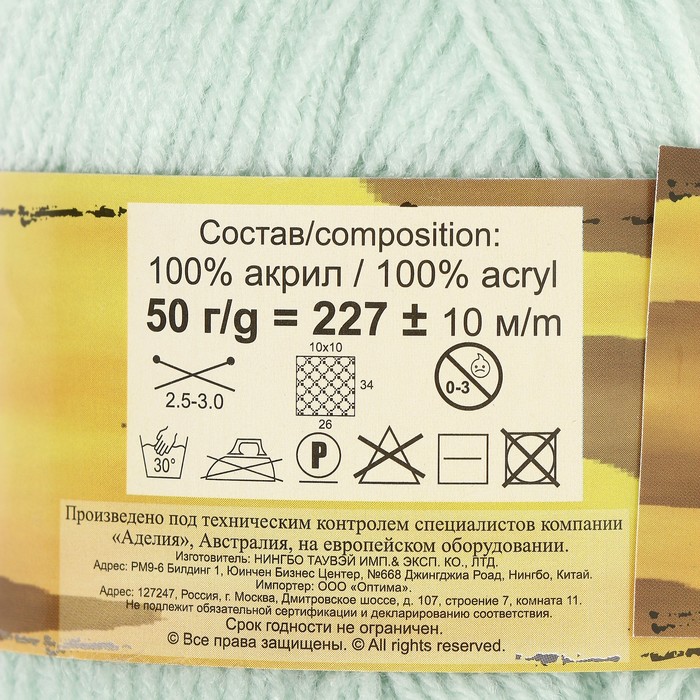 Состав/composition:
100% акрил / 100% acryl
50 г/g = 227 ± 10 м/m
2.5-3.0
10x10
34
26
0-3
30°
P
Произведено под техническим контролем специалистов компании
«Аделия», Австралия, на европейском оборудовании.
Изготовитель: НИНГБО ТАУВЭЙ ИМП.& ЭКСП. КО., ЛТД.
Адрес: РМ9-6 Билдинг 1, Юинчен Бизнес Центер, №668 Джингджиа Роад, Нингбо, Китай.
Импортер: ООО «Оптима».
Адрес: 127247, Россия, г. Москва, Дмитровское шоссе, д. 107, строение 7, комната 11.
Не подлежит обязательной сертификации и декларированию соответствия.
Срок годности не ограничен.
© Все права защищены. © All rights reserved.